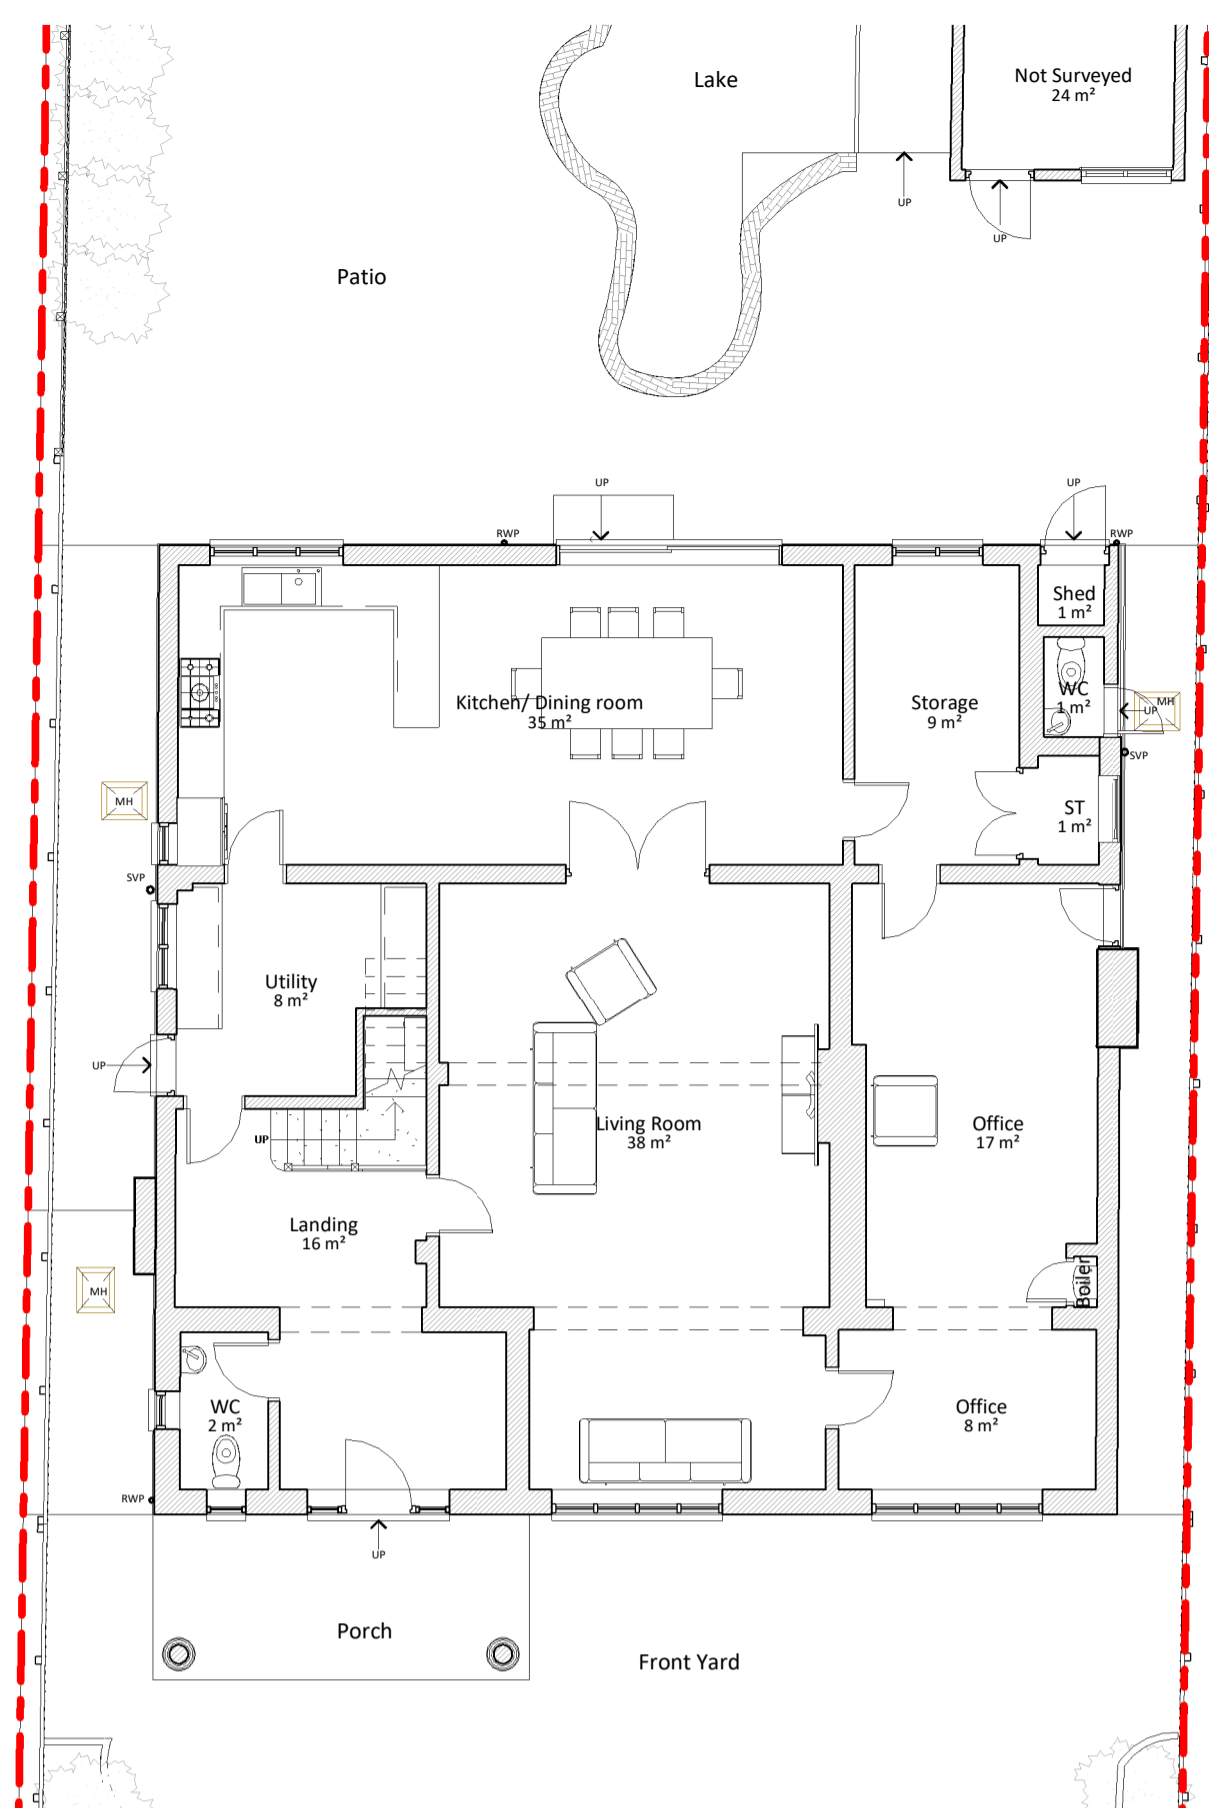 Lake
Not Surveyed
24 m²
UP
UP
Patio
UP
UP
RWP
RWP
Shed
1 m²
Kitchen/ Dining room
35 m²
Storage
9 m²
WC
1 m²
UP
MH
SVP
MH
ST
1 m²
SVP
Utility
8 m²
UP
UP
Living Room
38 m²
Office
17 m²
Landing
16 m²
Boiler
MH
WC
2 m²
Office
8 m²
RWP
UP
Porch
Front Yard